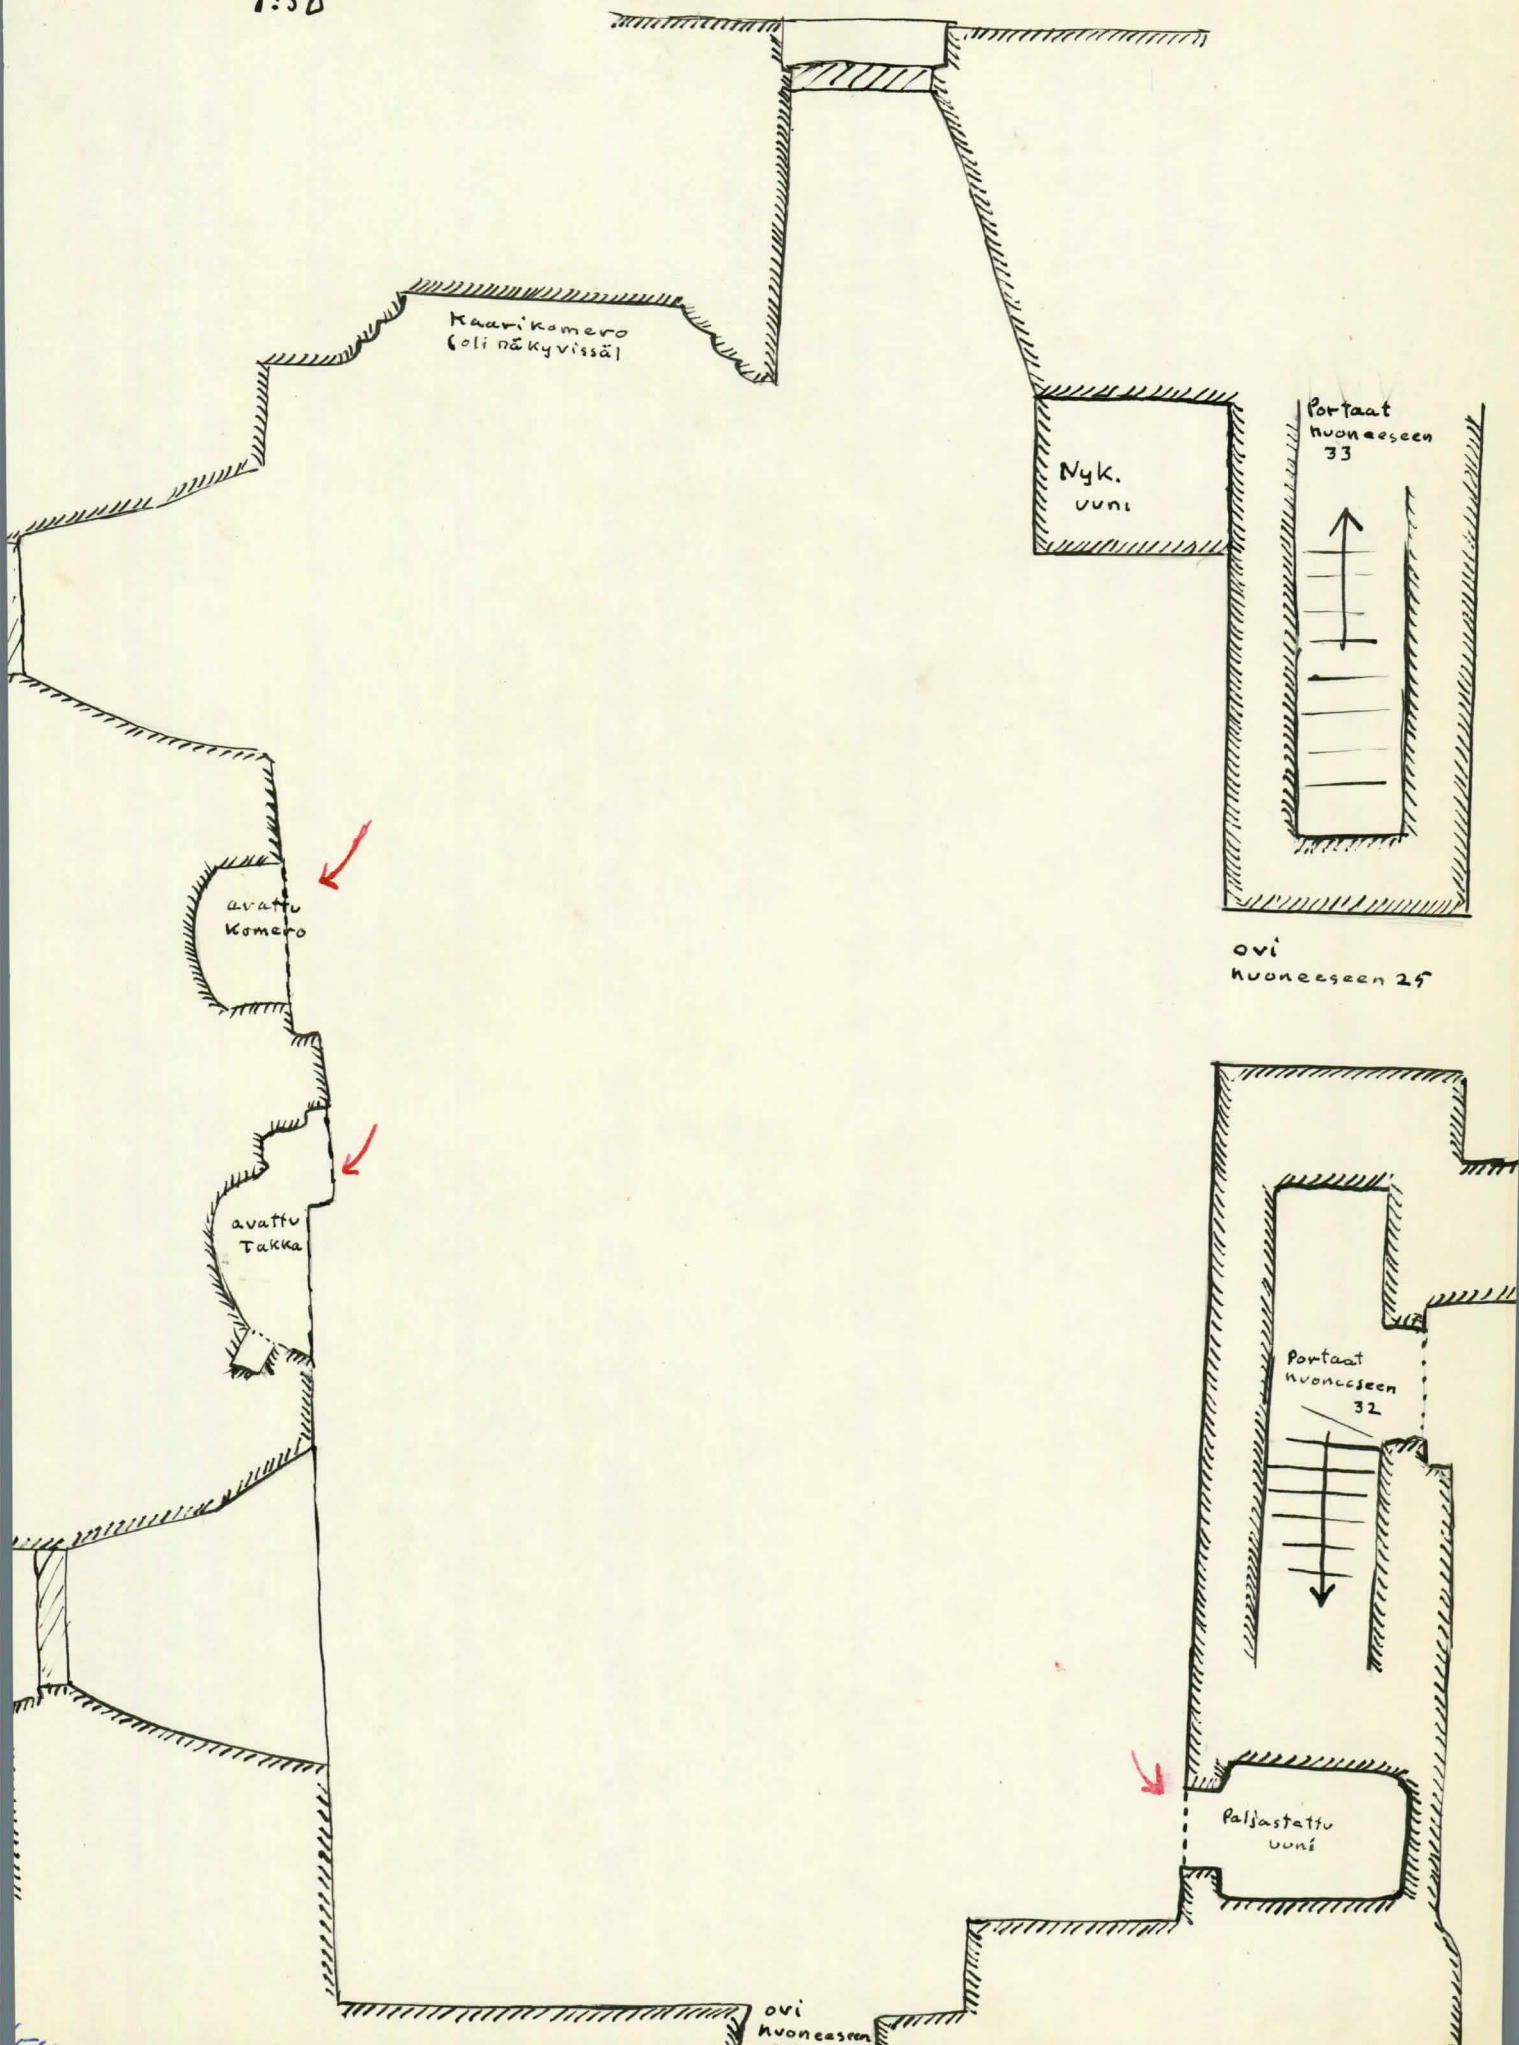 1:50
Kaarikomero
(oli näkyvissä)
Portaat
huoneeseen
33
Nyk.
uuni
avattu
Komero
ovi
huoneeseen 25
avattu
Takka
Portaat
huoneeseen
32
Paljastettu
uuni
ovi
huoneeseen